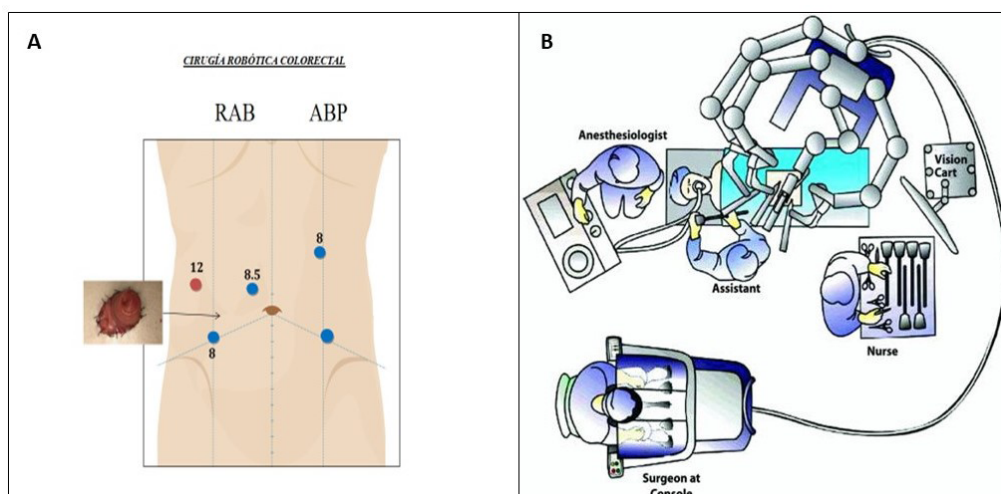 A
CIRUGÍA ROBÓTICA COLORECTAL
RAB ABP
8
12
8.5
8
B
Anesthesiologist
Vision
Cart
Assistant
Nurse
Surgeon at
Console